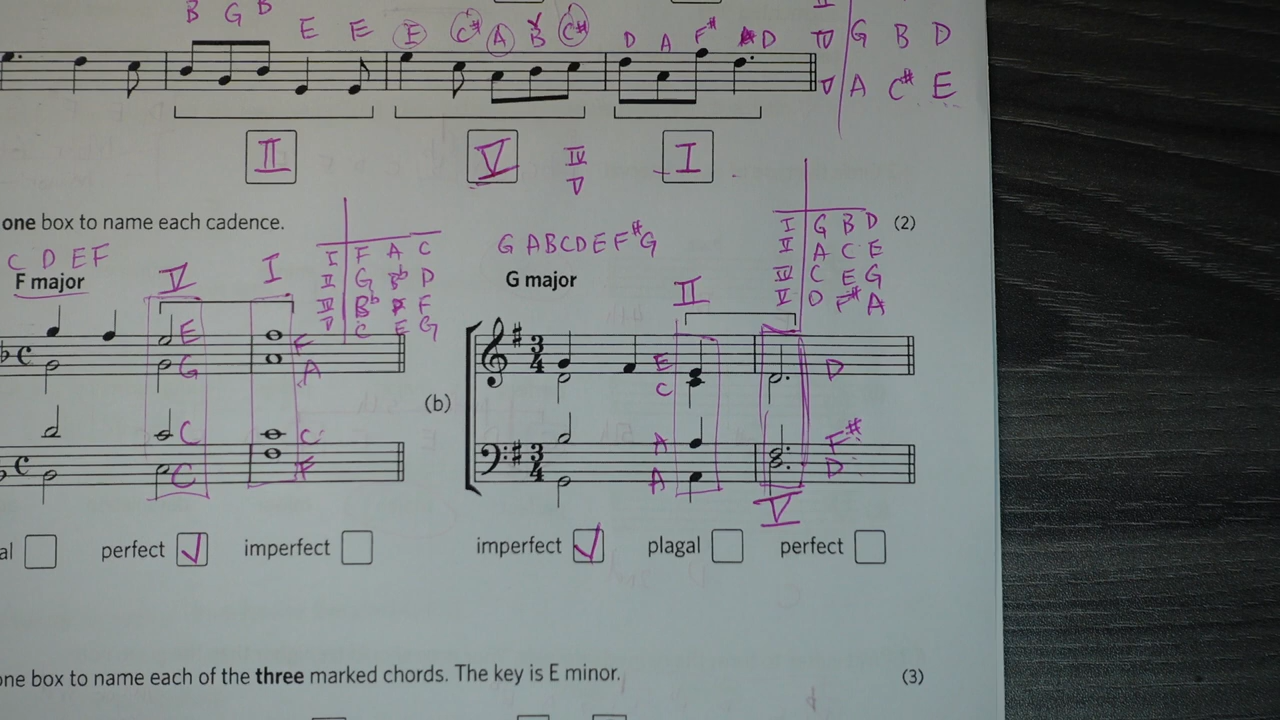 B G B E E E C# A B C# D A F# D
IV G B D
V A C# E
II V IV I
V
one box to name each cadence. (2)
C D E F G A B C D E F# G
F major V I
I F A C
II G Bb D
IV Bb F
V C E G
G major II
I G B D
II A C E
IV C E G
V D F# A
E F E
G A C D
(b)
C C A F#
C F A D
V
al perfect ✓ imperfect imperfect ✓ plagal perfect
one box to name each of the three marked chords. The key is E minor. (3)